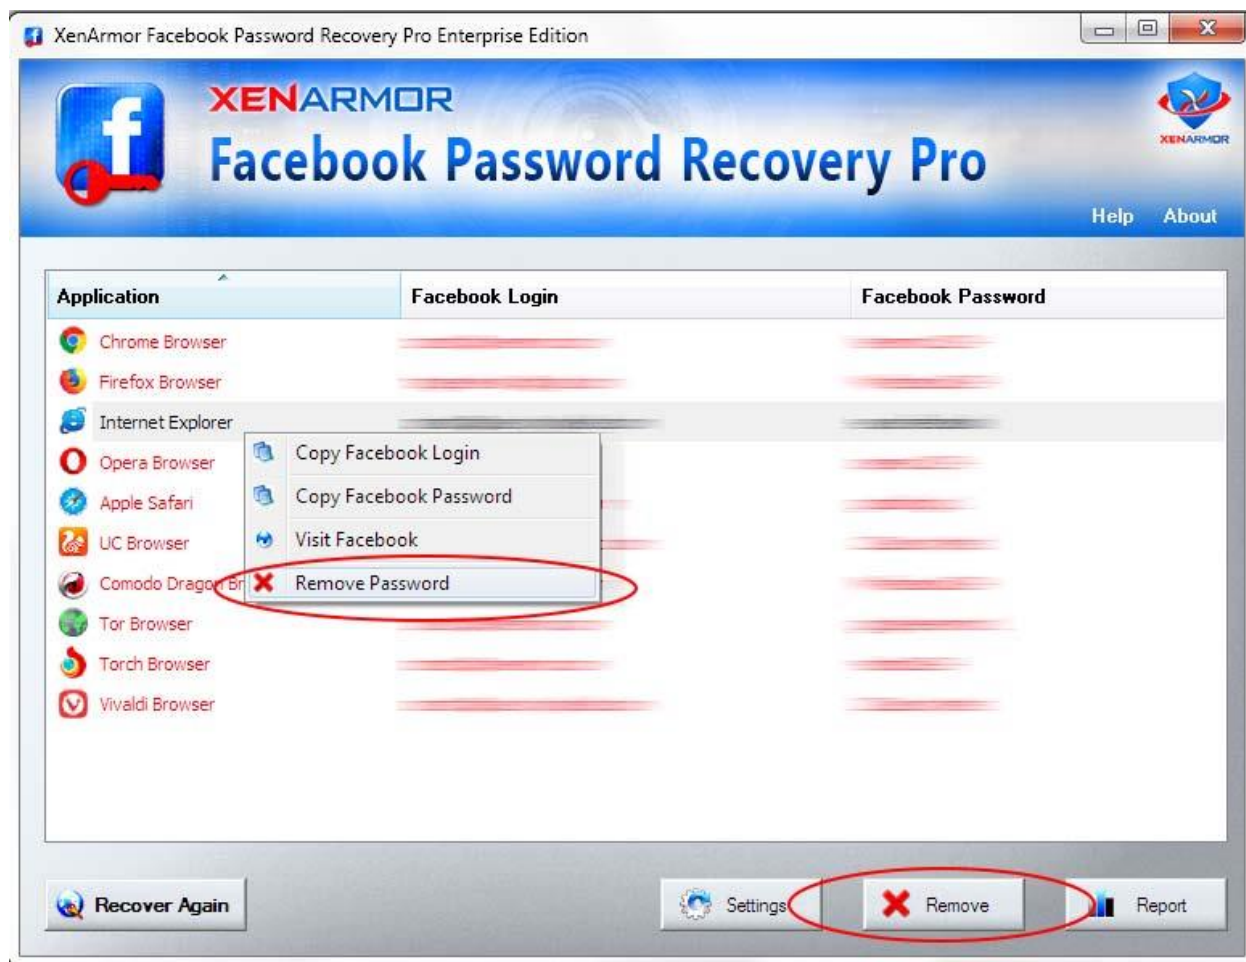 XenArmor Facebook Password Recovery Pro Enterprise Edition
XENARMOR
Facebook Password Recovery Pro
XENARMOR
Help About
Application Facebook Login Facebook Password
Chrome Browser
Firefox Browser
Internet Explorer
Opera Browser
Apple Safari
UC Browser
Comodo Dragon Br
Tor Browser
Torch Browser
Vivaldi Browser
Copy Facebook Login
Copy Facebook Password
Visit Facebook
Remove Password
Recover Again Settings Remove Report